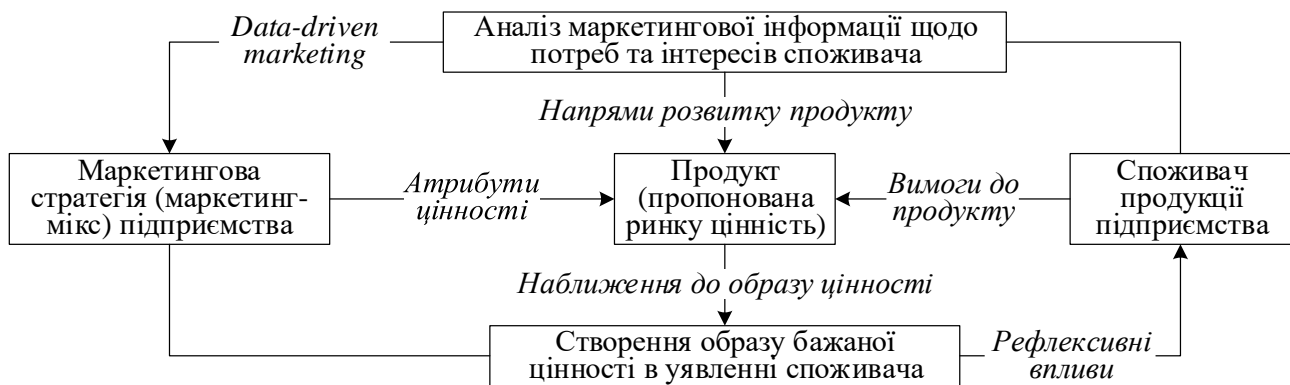 Data-driven
marketing
Аналіз маркетингової інформації щодо
потреб та інтересів споживача
Напрями розвитку продукту
Маркетингова
стратегія (маркетинг-
мікс) підприємства
Атрибути
цінності
Продукт
(пропонована
ринку цінність)
Вимоги до
продукту
Споживач
продукції
підприємства
Наближення до образу цінності
Створення образу бажаної
цінності в уявленні споживача
Рефлексивні
впливи